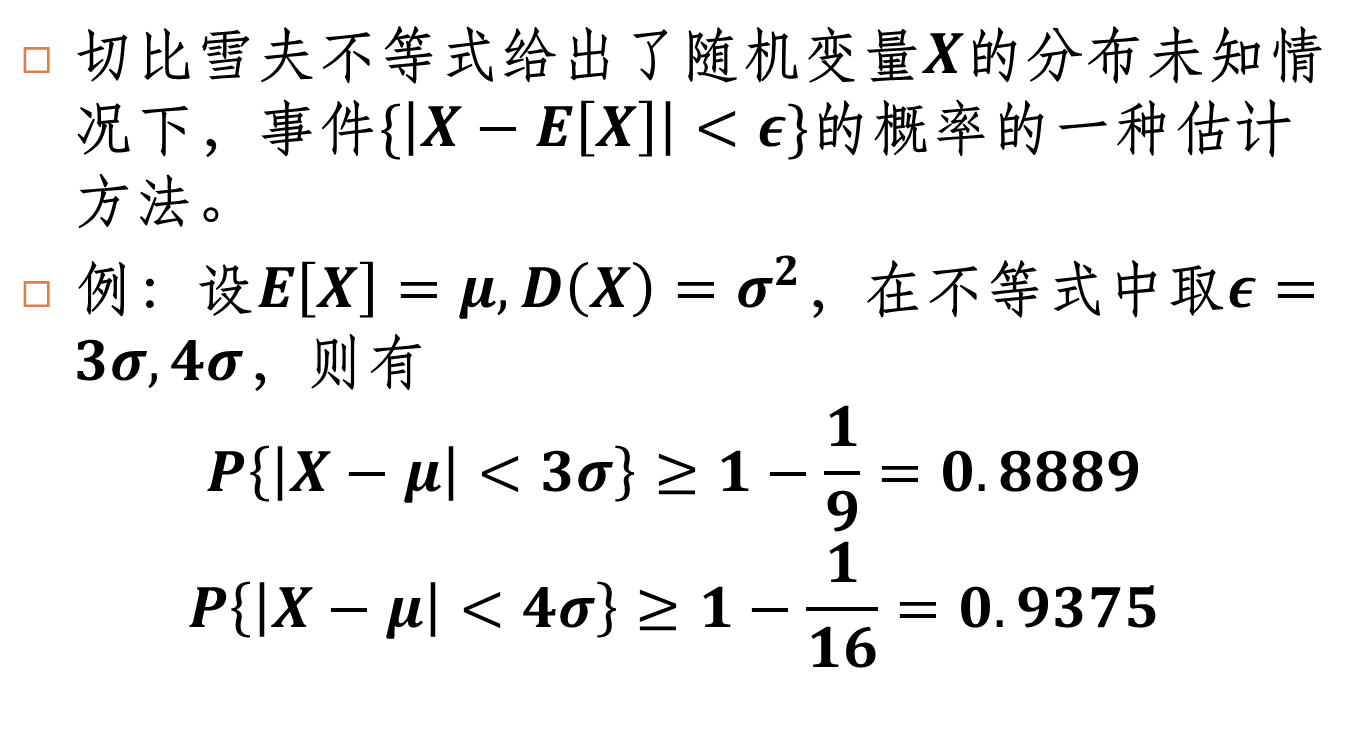 □ 切比雪夫不等式给出了随机变量X的分布未知情
况下，事件{|X − E[X]| < ϵ}的概率的一种估计
方法。
□ 例：设E[X] = μ, D(X) = σ²，在不等式中取ϵ =
3σ, 4σ，则有
P{|X − μ| < 3σ} ≥ 1 − 1/9 = 0.8889
P{|X − μ| < 4σ} ≥ 1 − 1/16 = 0.9375